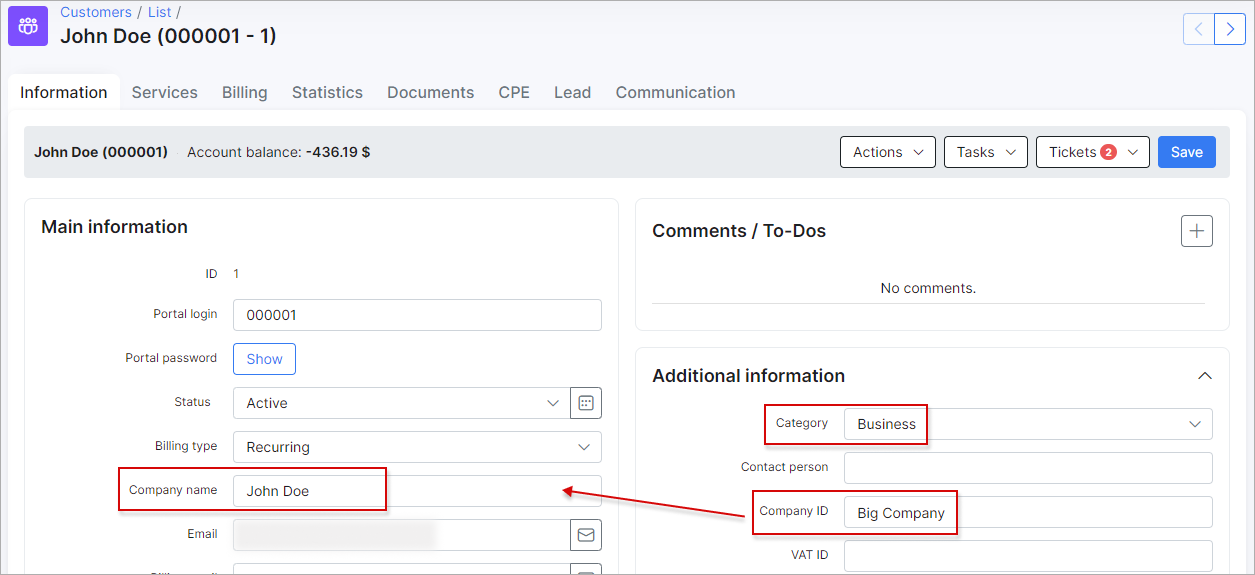 Customers / List /
John Doe (000001 - 1)
Information Services Billing Statistics Documents CPE Lead Communication
John Doe (000001) Account balance: -436.19 $ Actions Tasks Tickets 2 Save
Main information
ID 1
Portal login 000001
Portal password Show
Status Active
Billing type Recurring
Company name John Doe
Email
Comments / To-Dos
No comments.
Additional information
Category Business
Contact person
Company ID Big Company
VAT ID